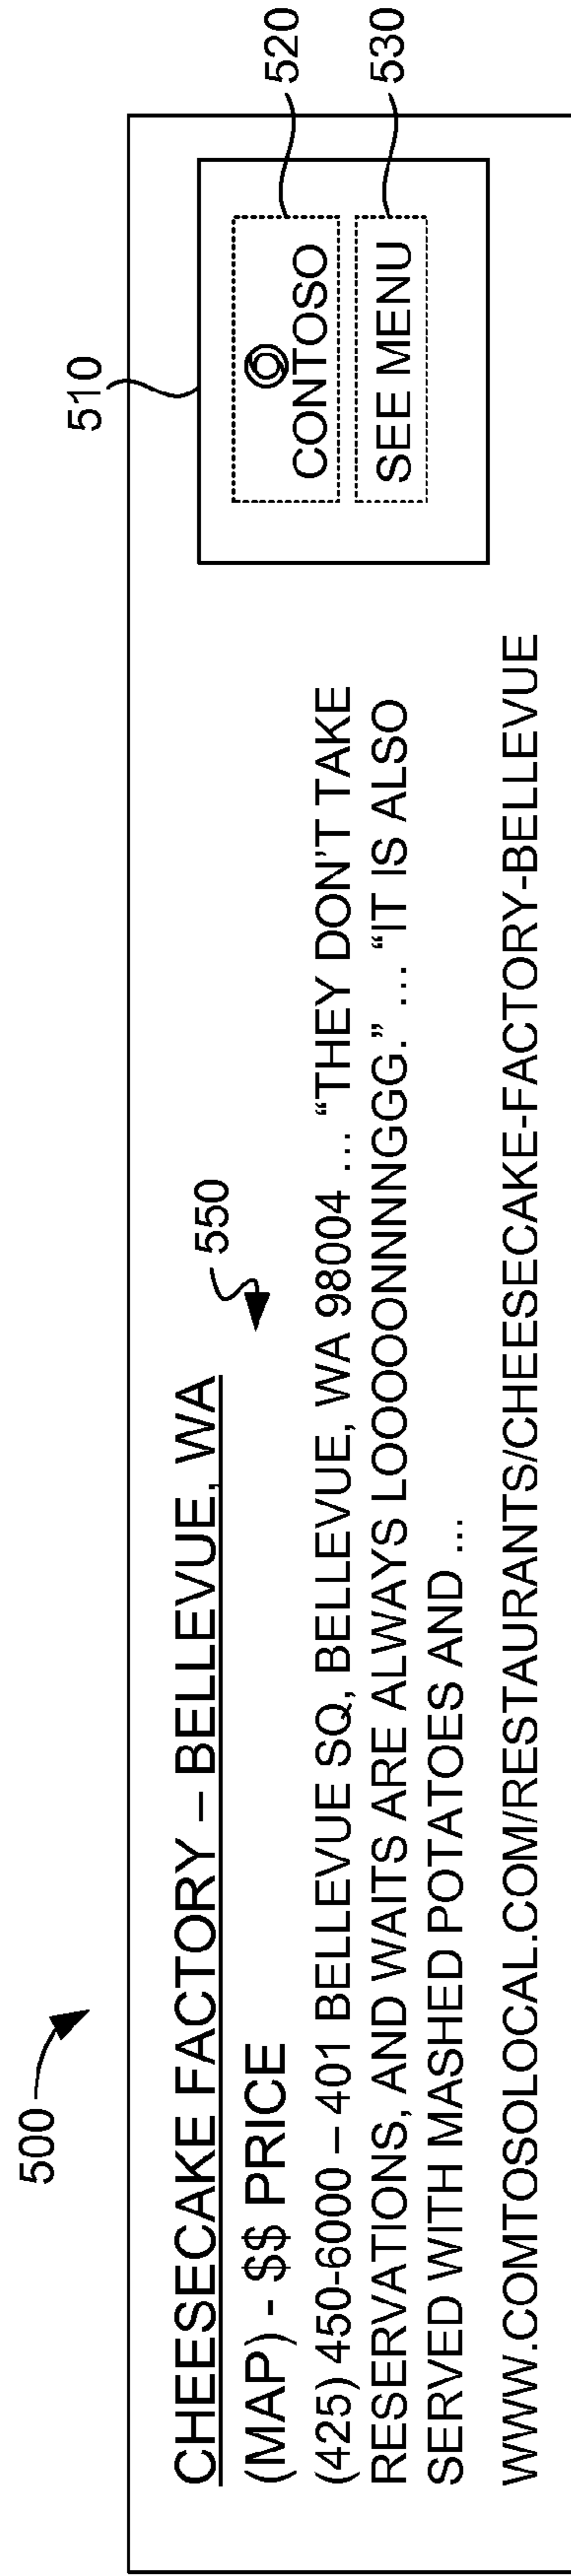 500
CHEESECAKE FACTORY – BELLEVUE, WA
(MAP) - $$ PRICE
550
(425) 450-6000 – 401 BELLEVUE SQ, BELLEVUE, WA 98004 … “THEY DON’T TAKE
RESERVATIONS, AND WAITS ARE ALWAYS LOOOOONNNNGGG.” … “IT IS ALSO
SERVED WITH MASHED POTATOES AND …
WWW.COMTOSOLOCAL.COM/RESTAURANTS/CHEESECAKE-FACTORY-BELLEVUE
510
CONTOSO
520
SEE MENU
530